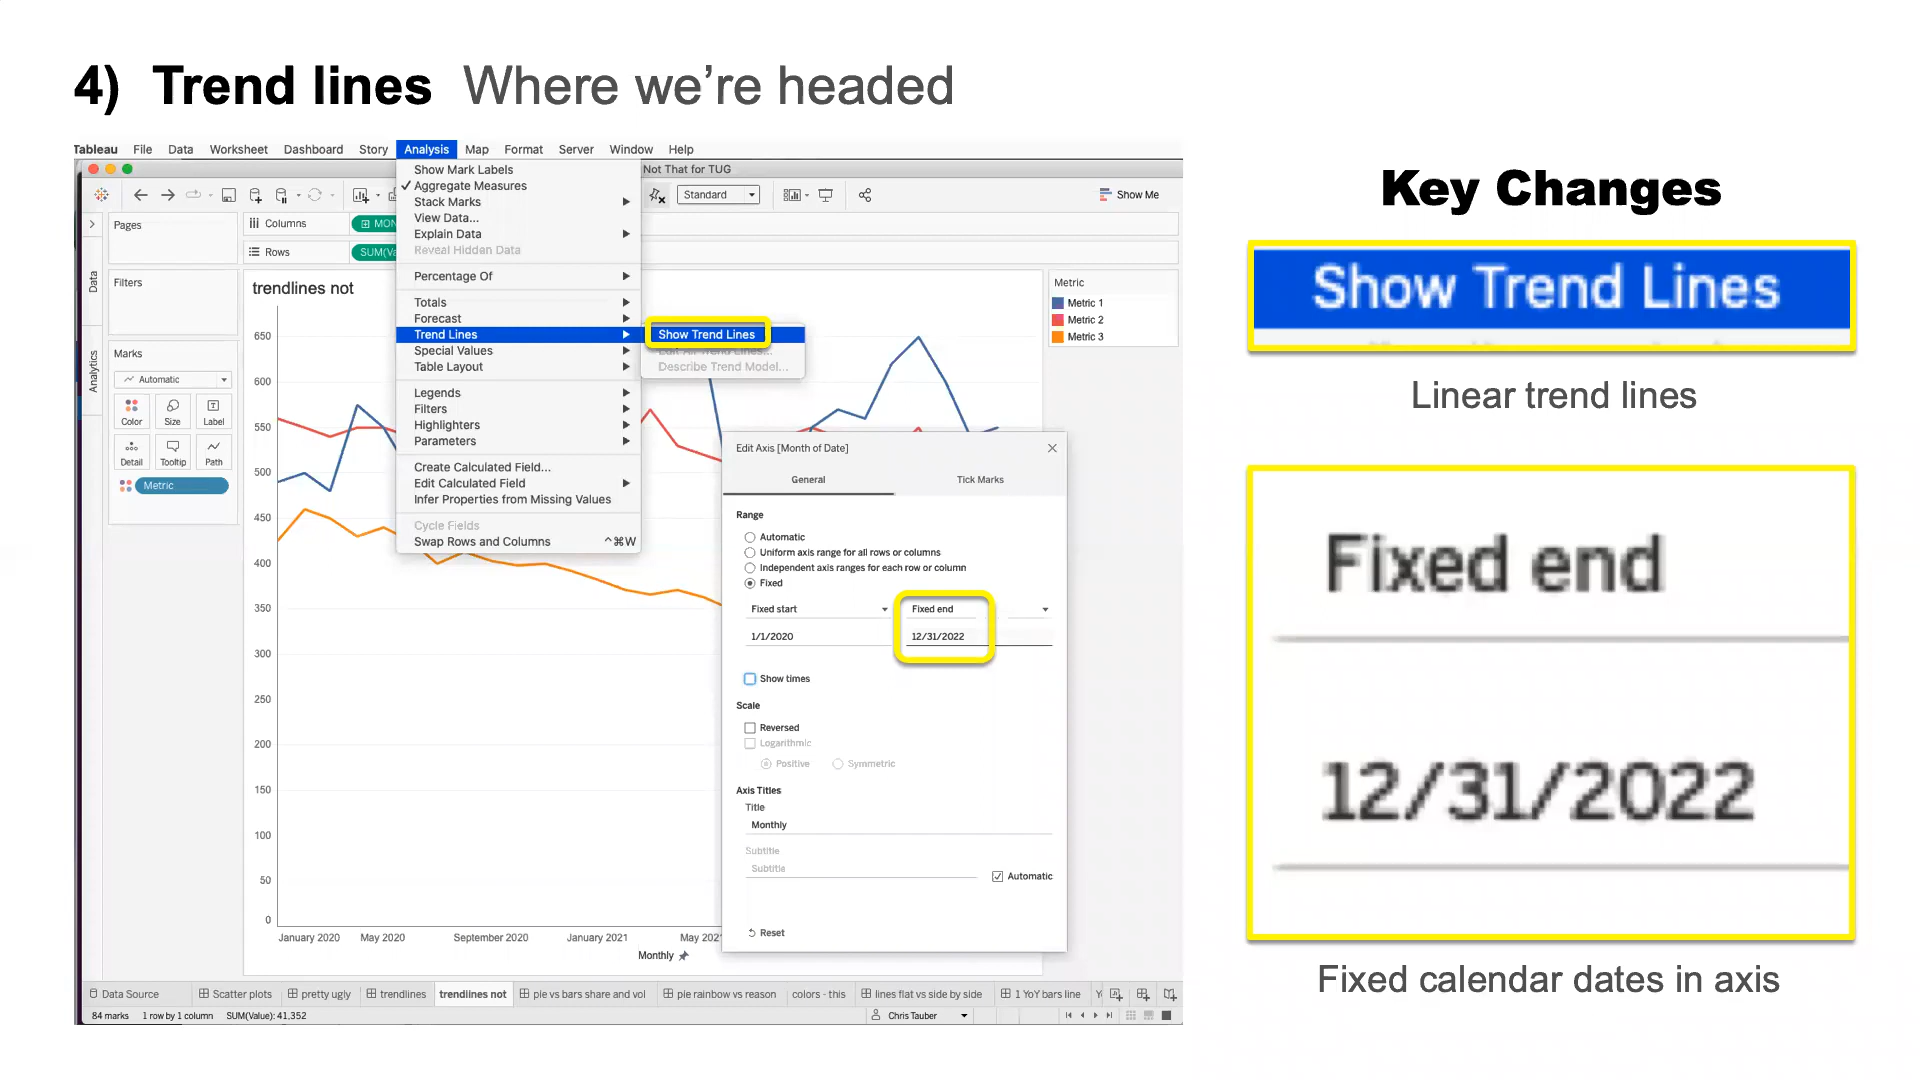 4) Trend lines Where we're headed
Tableau File Data Worksheet Dashboard Story Analysis Map Format Server Window Help
Not That for TUG
Standard
Show Me
Pages
Columns
Rows
SUM(Va
Filters
Marks
Automatic
Color Size Label
Detail Tooltip Path
Metric
Data
Analytics
Show Mark Labels
Aggregate Measures
Stack Marks
View Data...
Explain Data
Reveal Hidden Data
Percentage Of
Totals
Forecast
Trend Lines
Special Values
Table Layout
Legends
Filters
Highlighters
Parameters
Create Calculated Field...
Edit Calculated Field
Infer Properties from Missing Values
Cycle Fields
Swap Rows and Columns ^⌘W
Show Trend Lines
Edit All Trend Lines...
Describe Trend Model...
trendlines not
650
600
550
500
450
400
350
300
250
200
150
100
50
0
January 2020 May 2020 September 2020 January 2021 May 202
Monthly
Metric
Metric 1
Metric 2
Metric 3
Edit Axis [Month of Date]
General Tick Marks
Range
Automatic
Uniform axis range for all rows or columns
Independent axis ranges for each row or column
Fixed
Fixed start Fixed end
1/1/2020 12/31/2022
Show times
Scale
Reversed
Logarithmic
Positive Symmetric
Axis Titles
Title
Monthly
Subtitle
Subtitle
Automatic
Reset
Data Source Scatter plots pretty ugly trendlines trendlines not pie vs bars share and vol pie rainbow vs reason colors - this lines flat vs side by side 1 YoY bars line
84 marks 1 row by 1 column SUM(Value): 41,352 Chris Tauber
Key Changes
Show Trend Lines
Linear trend lines
Fixed end
12/31/2022
Fixed calendar dates in axis